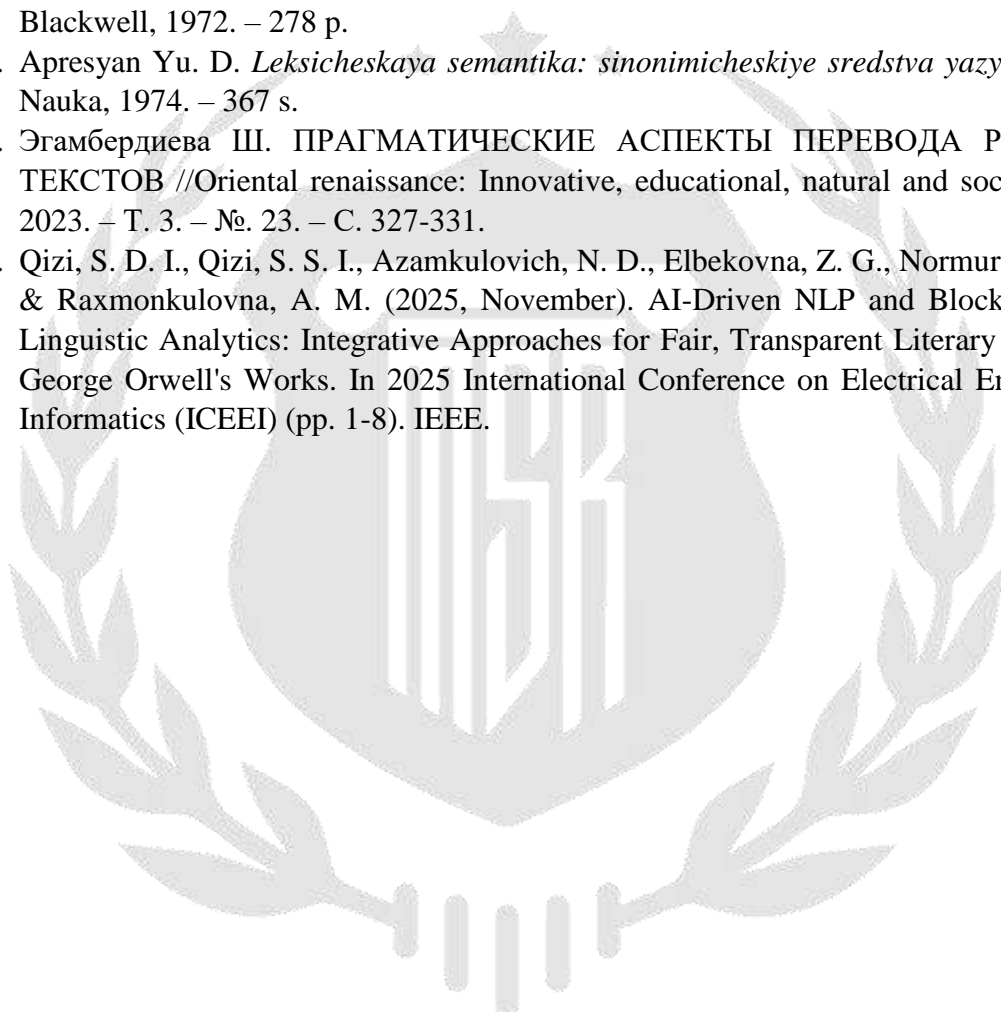 Blackwell, 1972. – 278 p.
. Apresyan Yu. D. Leksicheskaya semantika: sinonimicheskiye sredstva yazy
Nauka, 1974. – 367 s.
. Эгамбердиева Ш. ПРАГМАТИЧЕСКИЕ АСПЕКТЫ ПЕРЕВОДА Р
ТЕКСТОВ //Oriental renaissance: Innovative, educational, natural and soc
2023. – Т. 3. – №. 23. – С. 327-331.
. Qizi, S. D. I., Qizi, S. S. I., Azamkulovich, N. D., Elbekovna, Z. G., Normur
& Raxmonkulovna, A. M. (2025, November). AI-Driven NLP and Block
Linguistic Analytics: Integrative Approaches for Fair, Transparent Literary
George Orwell's Works. In 2025 International Conference on Electrical En
Informatics (ICEEI) (pp. 1-8). IEEE.